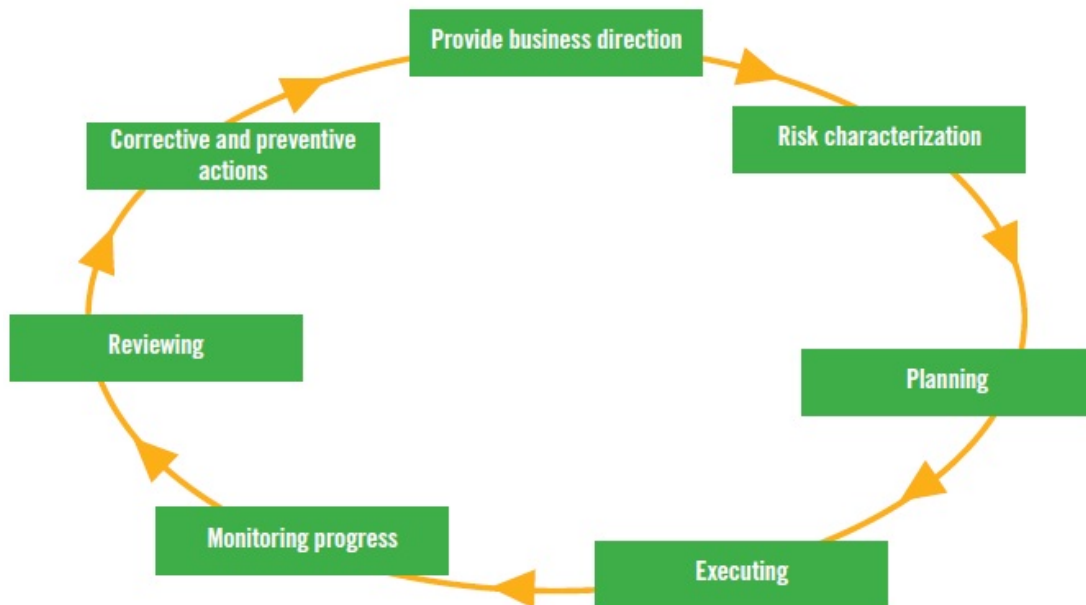 Provide business direction
Risk characterization
Planning
Executing
Monitoring progress
Reviewing
Corrective and preventive
actions